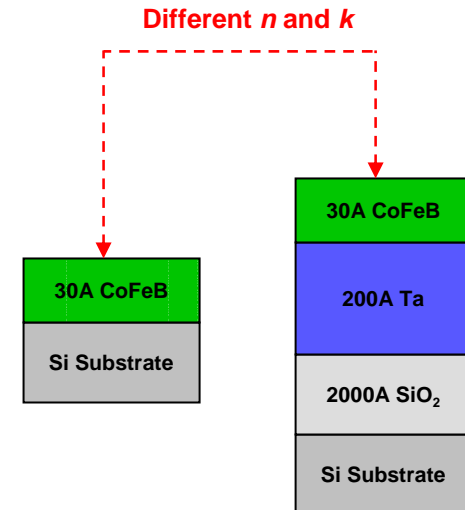 Different n and k
30A CoFeB
Si Substrate
30A CoFeB
200A Ta
2000A SiO₂
Si Substrate